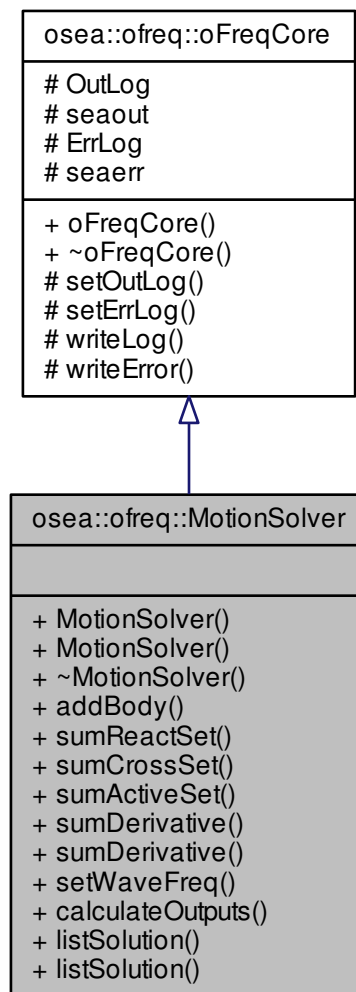 osea::ofreq::oFreqCore
# OutLog
# seaout
# ErrLog
# seaerr
+ oFreqCore()
+ ~oFreqCore()
# setOutLog()
# setErrLog()
# writeLog()
# writeError()
osea::ofreq::MotionSolver
+ MotionSolver()
+ MotionSolver()
+ ~MotionSolver()
+ addBody()
+ sumReactSet()
+ sumCrossSet()
+ sumActiveSet()
+ sumDerivative()
+ sumDerivative()
+ setWaveFreq()
+ calculateOutputs()
+ listSolution()
+ listSolution()